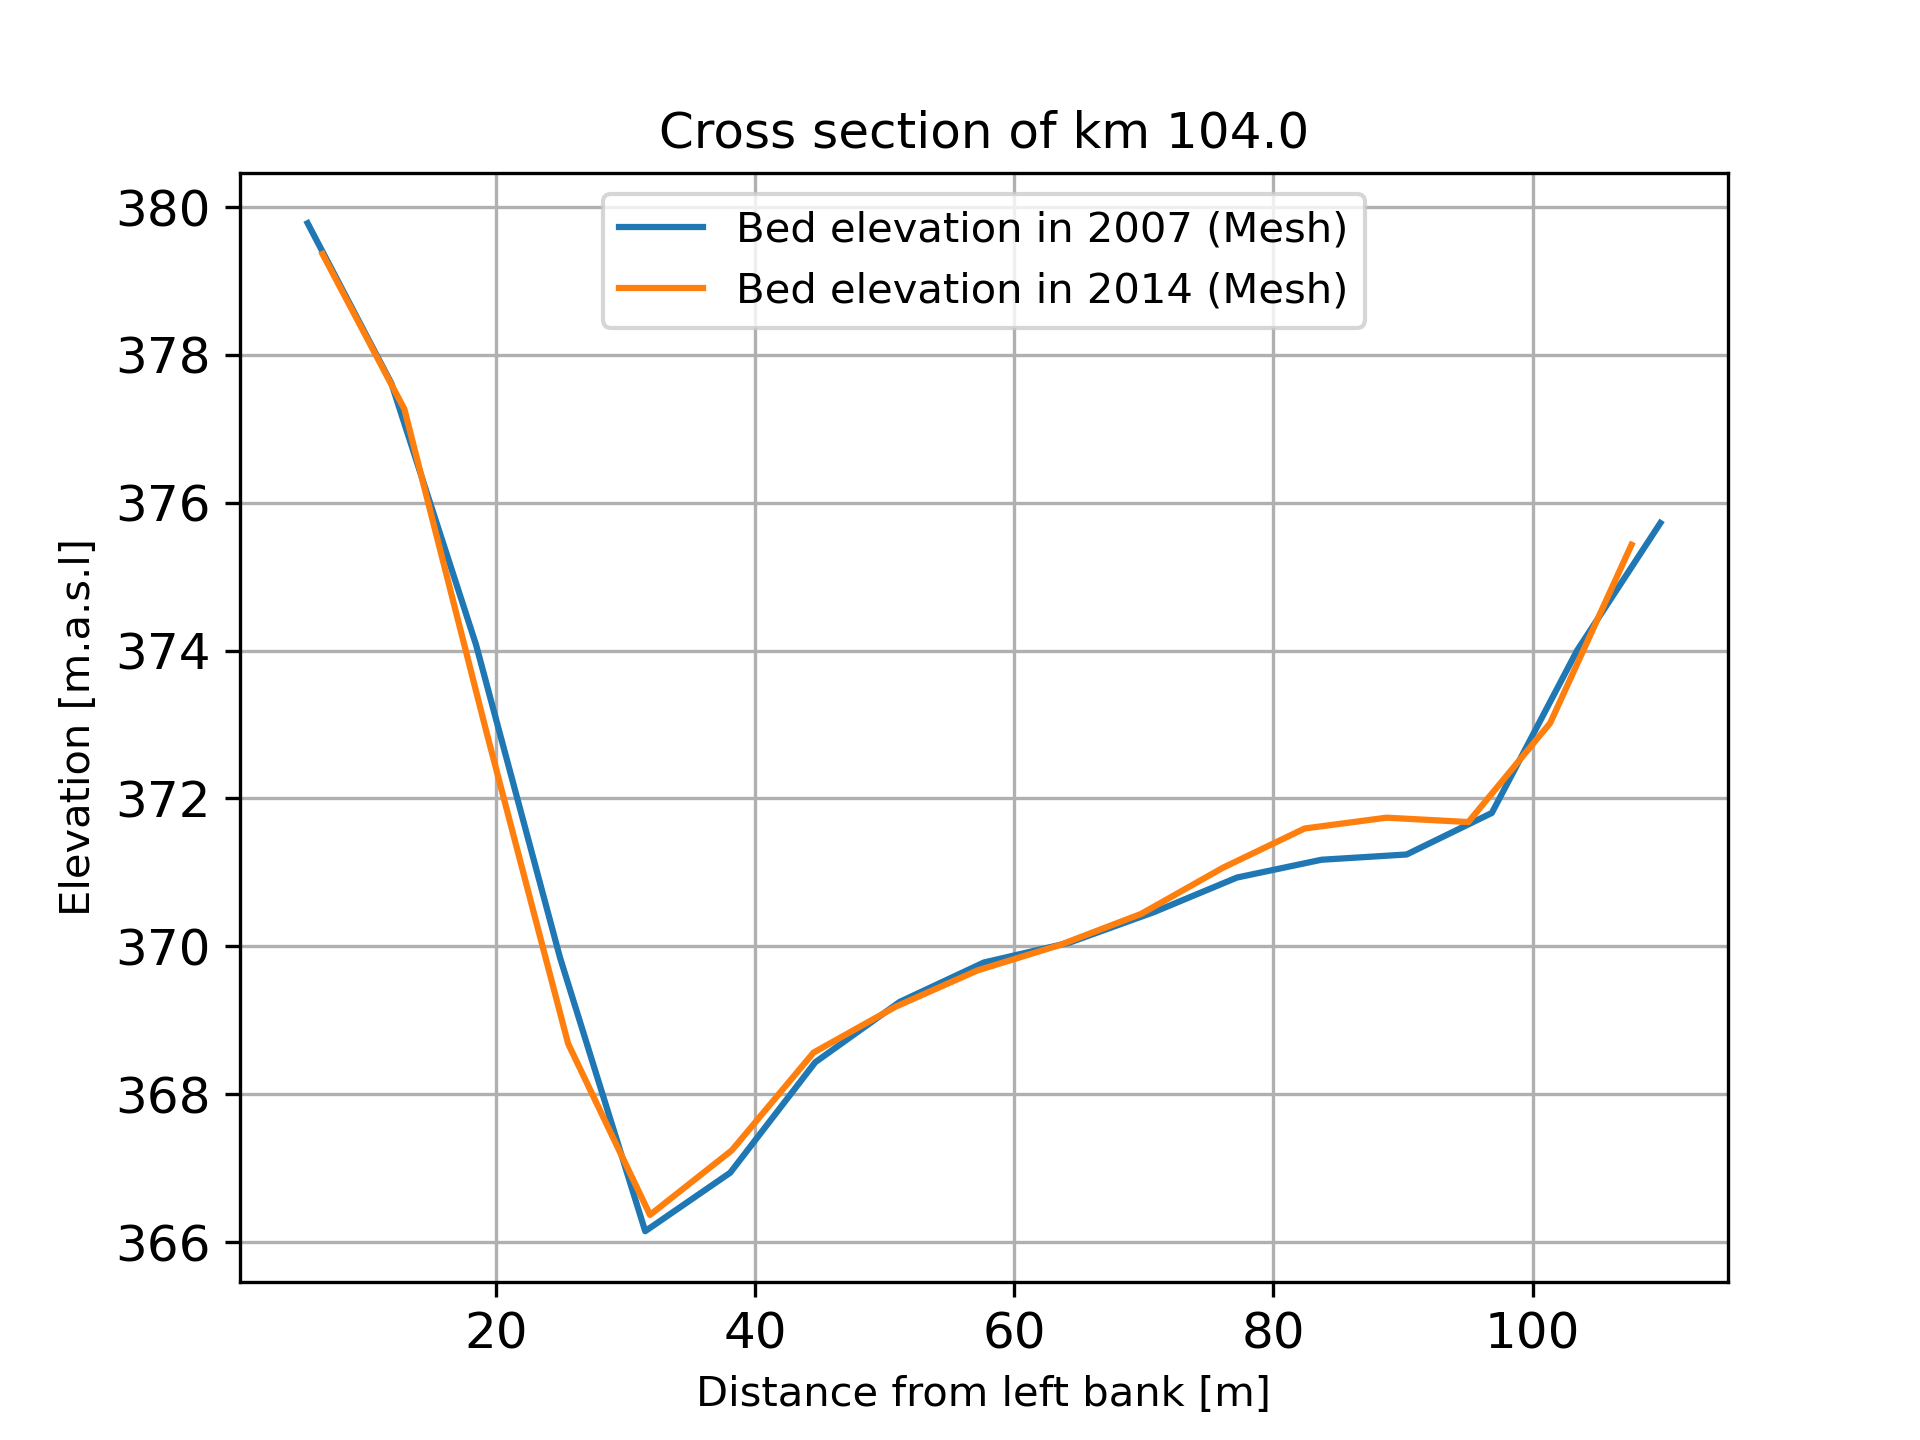 Cross section of km 104.0
Bed elevation in 2007 (Mesh)
Bed elevation in 2014 (Mesh)
Elevation [m.a.s.l]
380
378
376
374
372
370
368
366
20 40 60 80 100
Distance from left bank [m]